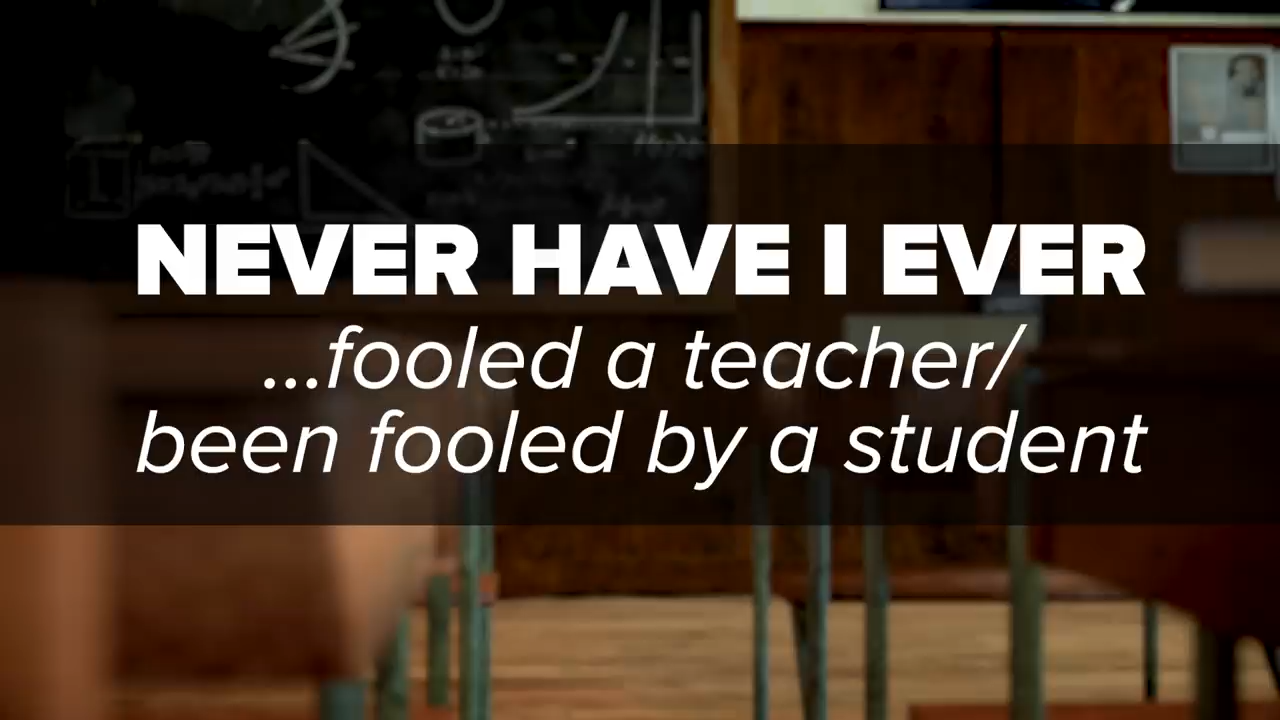 NEVER HAVE I EVER
...fooled a teacher/
been fooled by a student